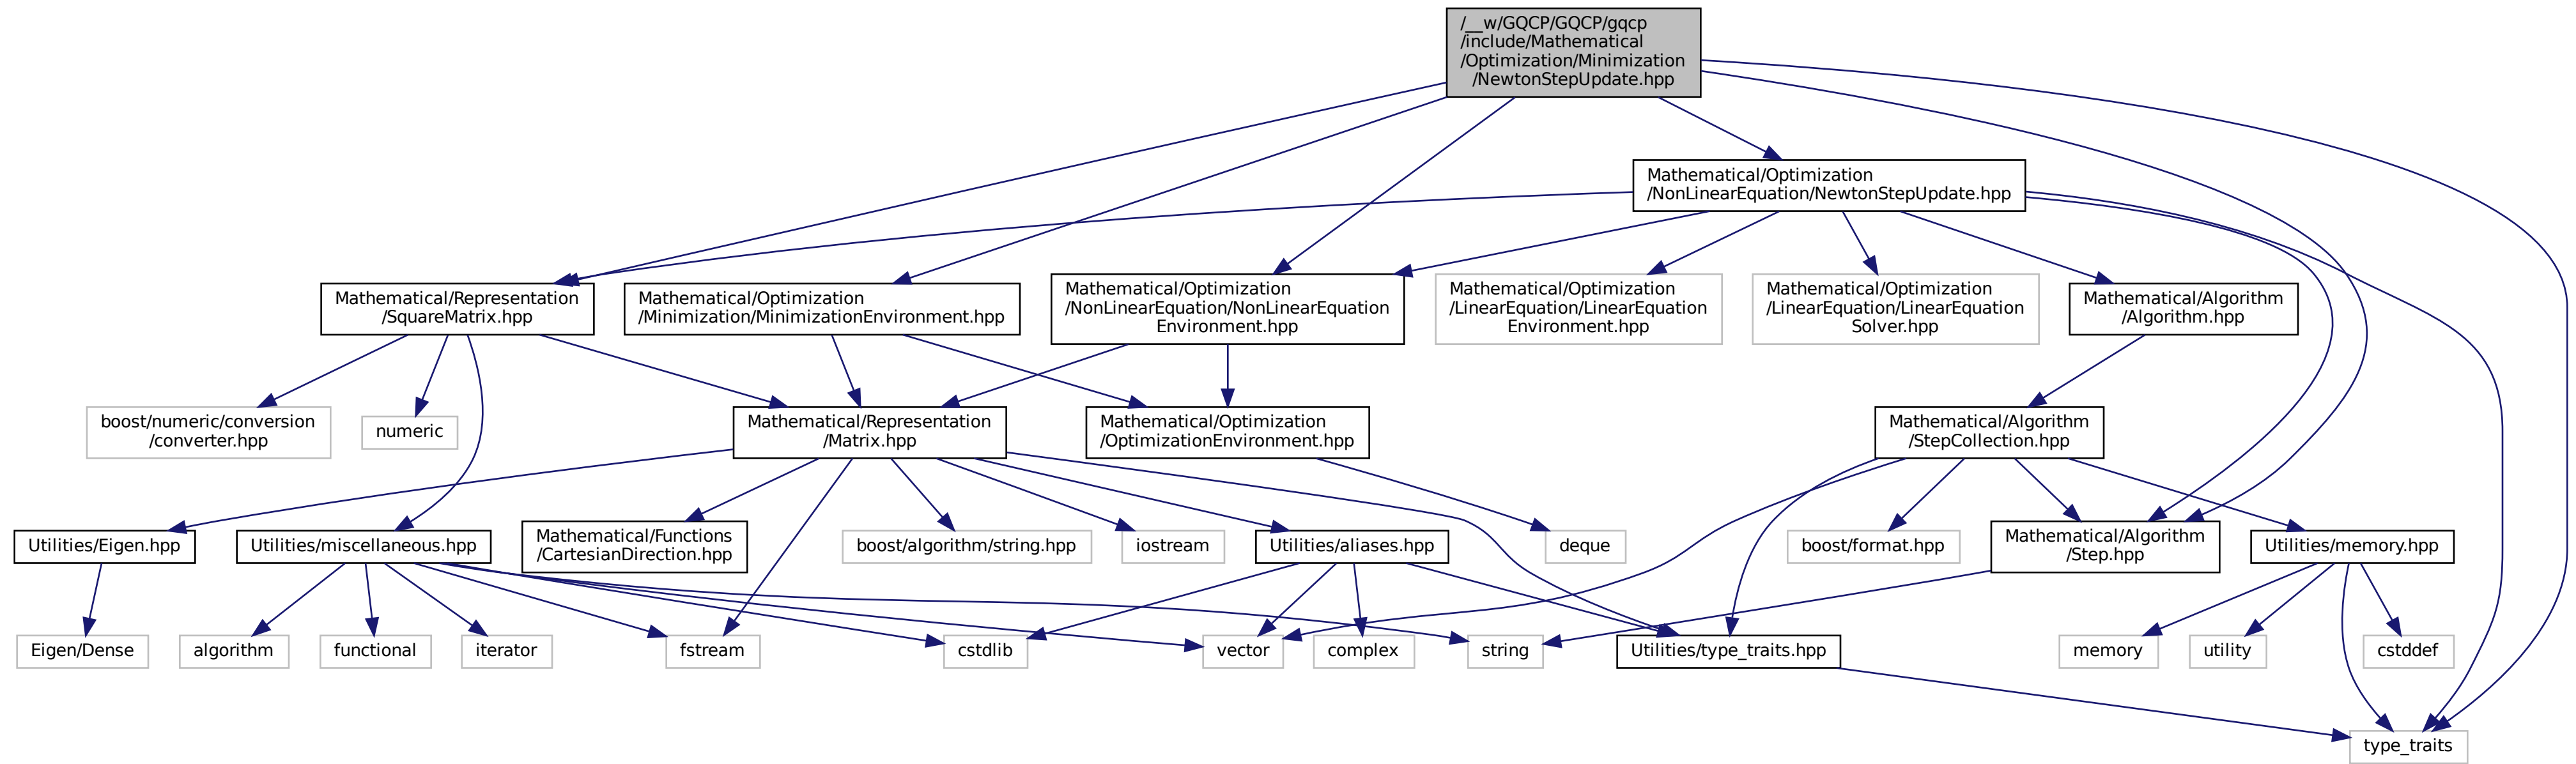 /__w/GQCP/GQCP/gqcp
/include/Mathematical
/Optimization/Minimization
/NewtonStepUpdate.hpp
Mathematical/Optimization
/NonLinearEquation/NewtonStepUpdate.hpp
Mathematical/Representation
/SquareMatrix.hpp
Mathematical/Optimization
/Minimization/MinimizationEnvironment.hpp
Mathematical/Optimization
/NonLinearEquation/NonLinearEquation
Environment.hpp
Mathematical/Optimization
/LinearEquation/LinearEquation
Environment.hpp
Mathematical/Optimization
/LinearEquation/LinearEquation
Solver.hpp
Mathematical/Algorithm
/Algorithm.hpp
boost/numeric/conversion
/converter.hpp
numeric
Mathematical/Representation
/Matrix.hpp
Mathematical/Optimization
/OptimizationEnvironment.hpp
Mathematical/Algorithm
/StepCollection.hpp
Utilities/Eigen.hpp
Utilities/miscellaneous.hpp
Mathematical/Functions
/CartesianDirection.hpp
boost/algorithm/string.hpp
iostream
Utilities/aliases.hpp
deque
boost/format.hpp
Mathematical/Algorithm
/Step.hpp
Utilities/memory.hpp
Eigen/Dense
algorithm
functional
iterator
fstream
cstdlib
vector
complex
string
Utilities/type_traits.hpp
memory
utility
cstddef
type_traits